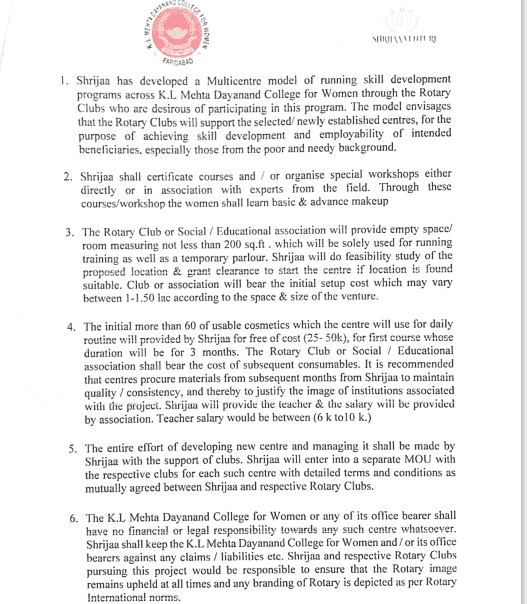 K.L MEHTA DAYANAND COLLEGE FOR WOMEN
FARIDABAD
SHRIJAAVENTURE
1. Shrijaa has developed a Multicentre model of running skill development
programs across K.L Mehta Dayanand College for Women through the Rotary
Clubs who are desirous of participating in this program. The model envisages
that the Rotary Clubs will support the selected/ newly established centres, for the
purpose of achieving skill development and employability of intended
beneficiaries, especially those from the poor and needy background.
2. Shrijaa shall certificate courses and / or organise special workshops either
directly or in association with experts from the field. Through these
courses/workshop the women shall learn basic & advance makeup
3. The Rotary Club or Social / Educational association will provide empty space/
room measuring not less than 200 sq.ft . which will be solely used for running
training as well as a temporary parlour. Shrijaa will do feasibility study of the
proposed location & grant clearance to start the centre if location is found
suitable. Club or association will bear the initial setup cost which may vary
between 1-1.50 lac according to the space & size of the venture.
4. The initial more than 60 of usable cosmetics which the centre will use for daily
routine will provided by Shrijaa for free of cost (25- 50k), for first course whose
duration will be for 3 months. The Rotary Club or Social / Educational
association shall bear the cost of subsequent consumables. It is recommended
that centres procure materials from subsequent months from Shrijaa to maintain
quality / consistency, and thereby to justify the image of institutions associated
with the project. Shrijaa will provide the teacher & the salary will be provided
by association. Teacher salary would be between (6 k to10 k.)
5. The entire effort of developing new centre and managing it shall be made by
Shrijaa with the support of clubs. Shrijaa will enter into a separate MOU with
the respective clubs for each such centre with detailed terms and conditions as
mutually agreed between Shrijaa and respective Rotary Clubs.
6. The K.L Mehta Dayanand College for Women or any of its office bearer shall
have no financial or legal responsibility towards any such centre whatsoever.
Shrijaa shall keep the K.L Mehta Dayanand College for Women and / or its office
bearers against any claims / liabilities etc. Shrijaa and respective Rotary Clubs
pursuing this project would be responsible to ensure that the Rotary image
remains upheld at all times and any branding of Rotary is depicted as per Rotary
International norms.